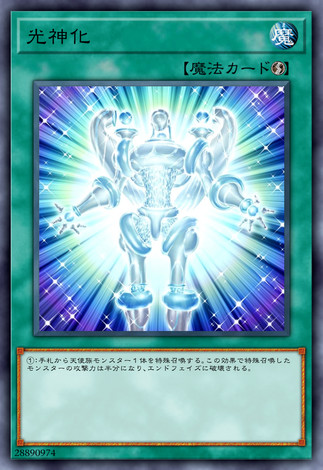 光神化
魔
【魔法カード】
①:手札から天使族モンスター１体を特殊召喚する。この効果で特殊召喚した
モンスターの攻撃力は半分になり、エンドフェイズに破壊される。
28890974